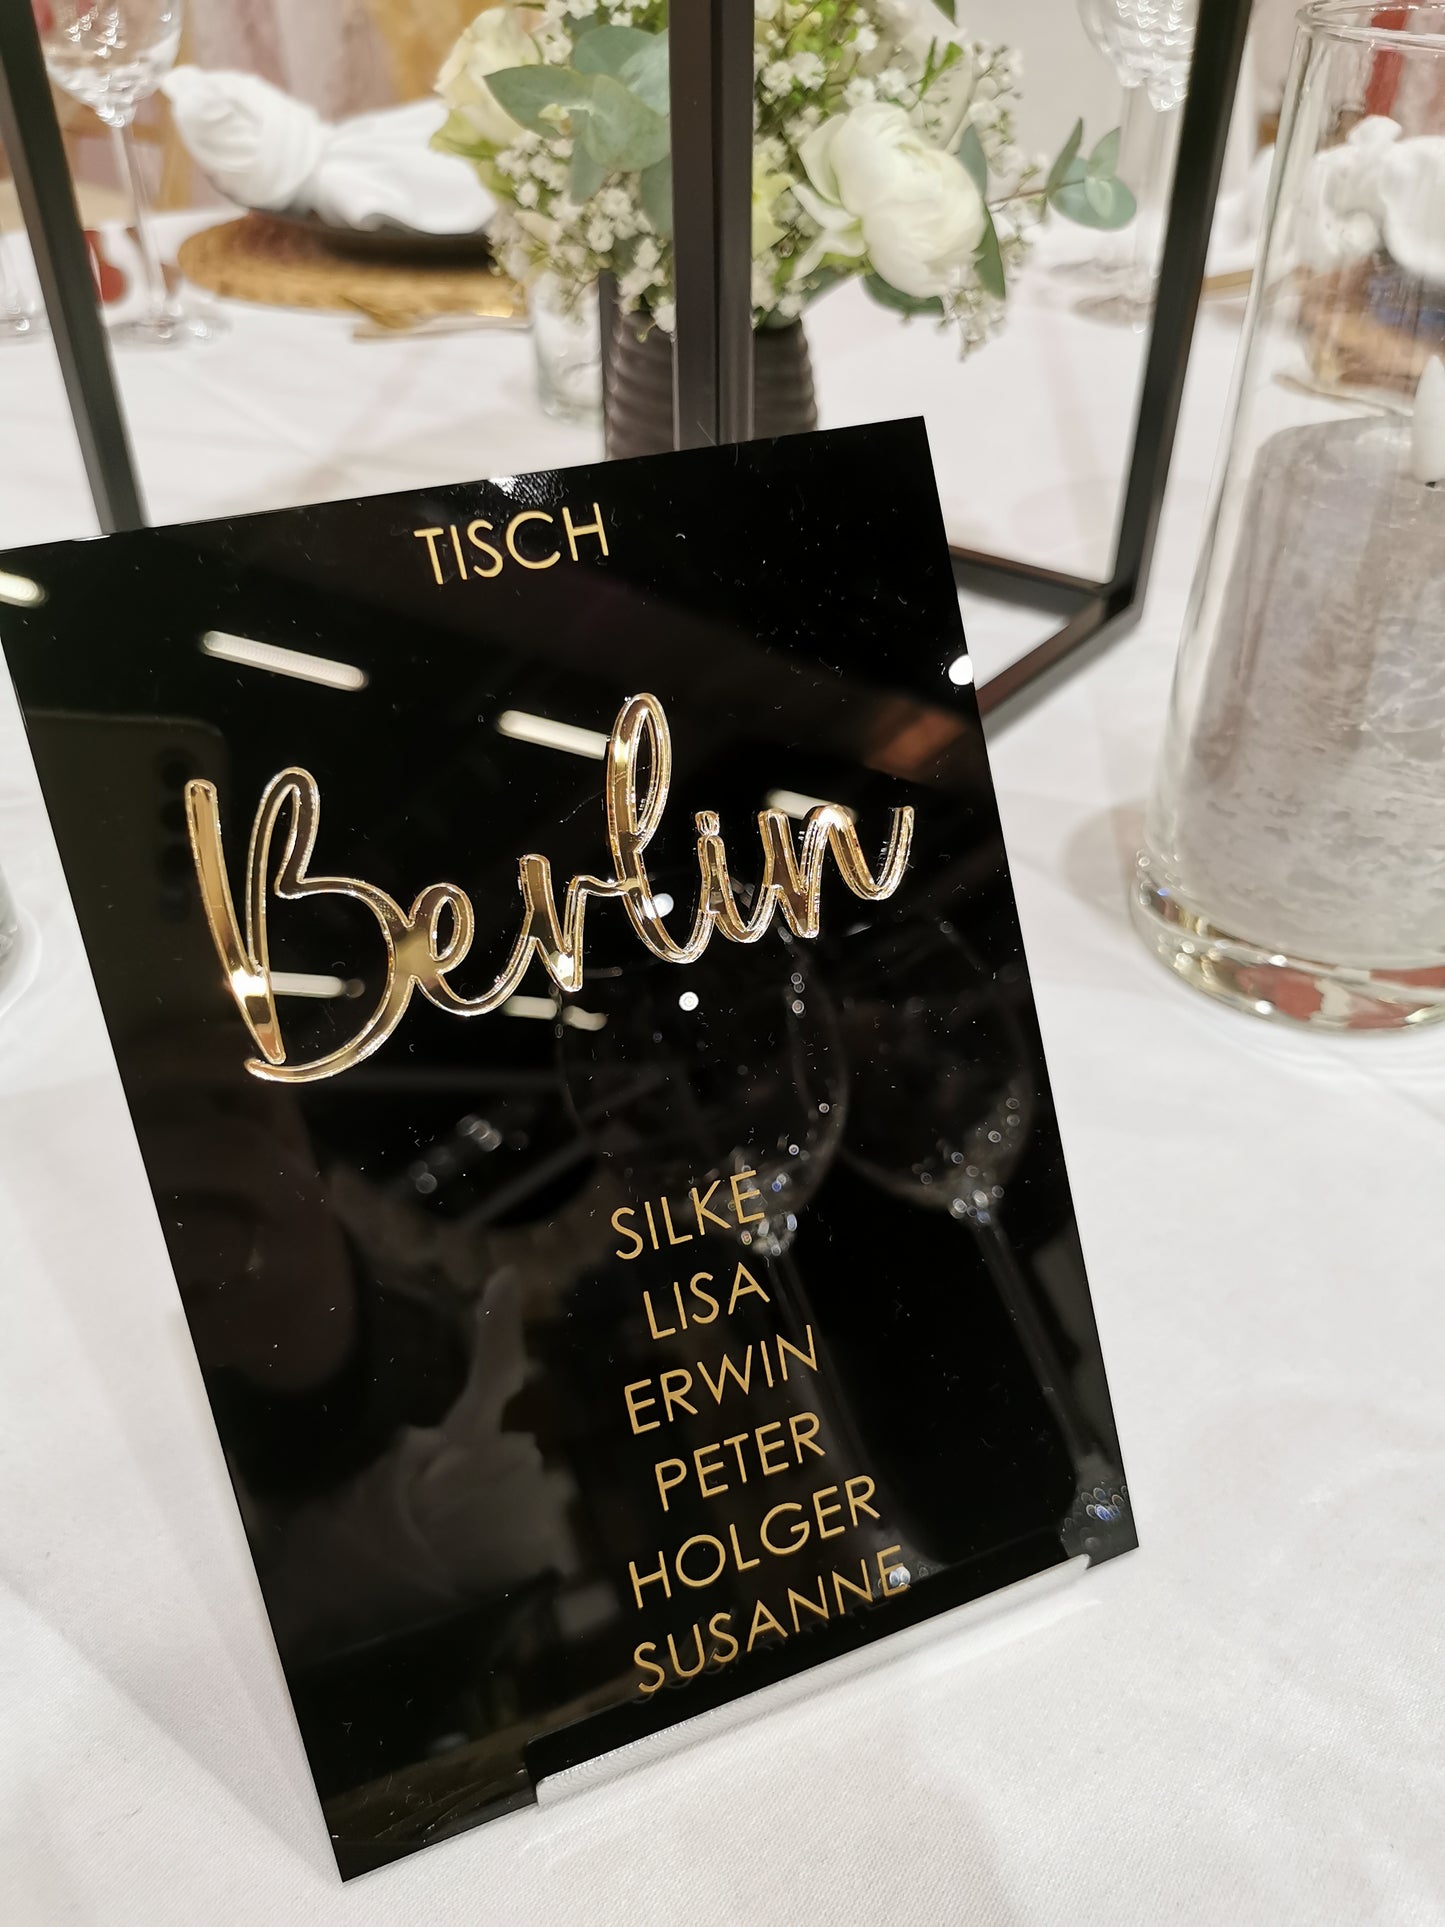 TISCH
Berlin
SILKE
LISA
ERWIN
PETER
HOLGER
SUSANNE